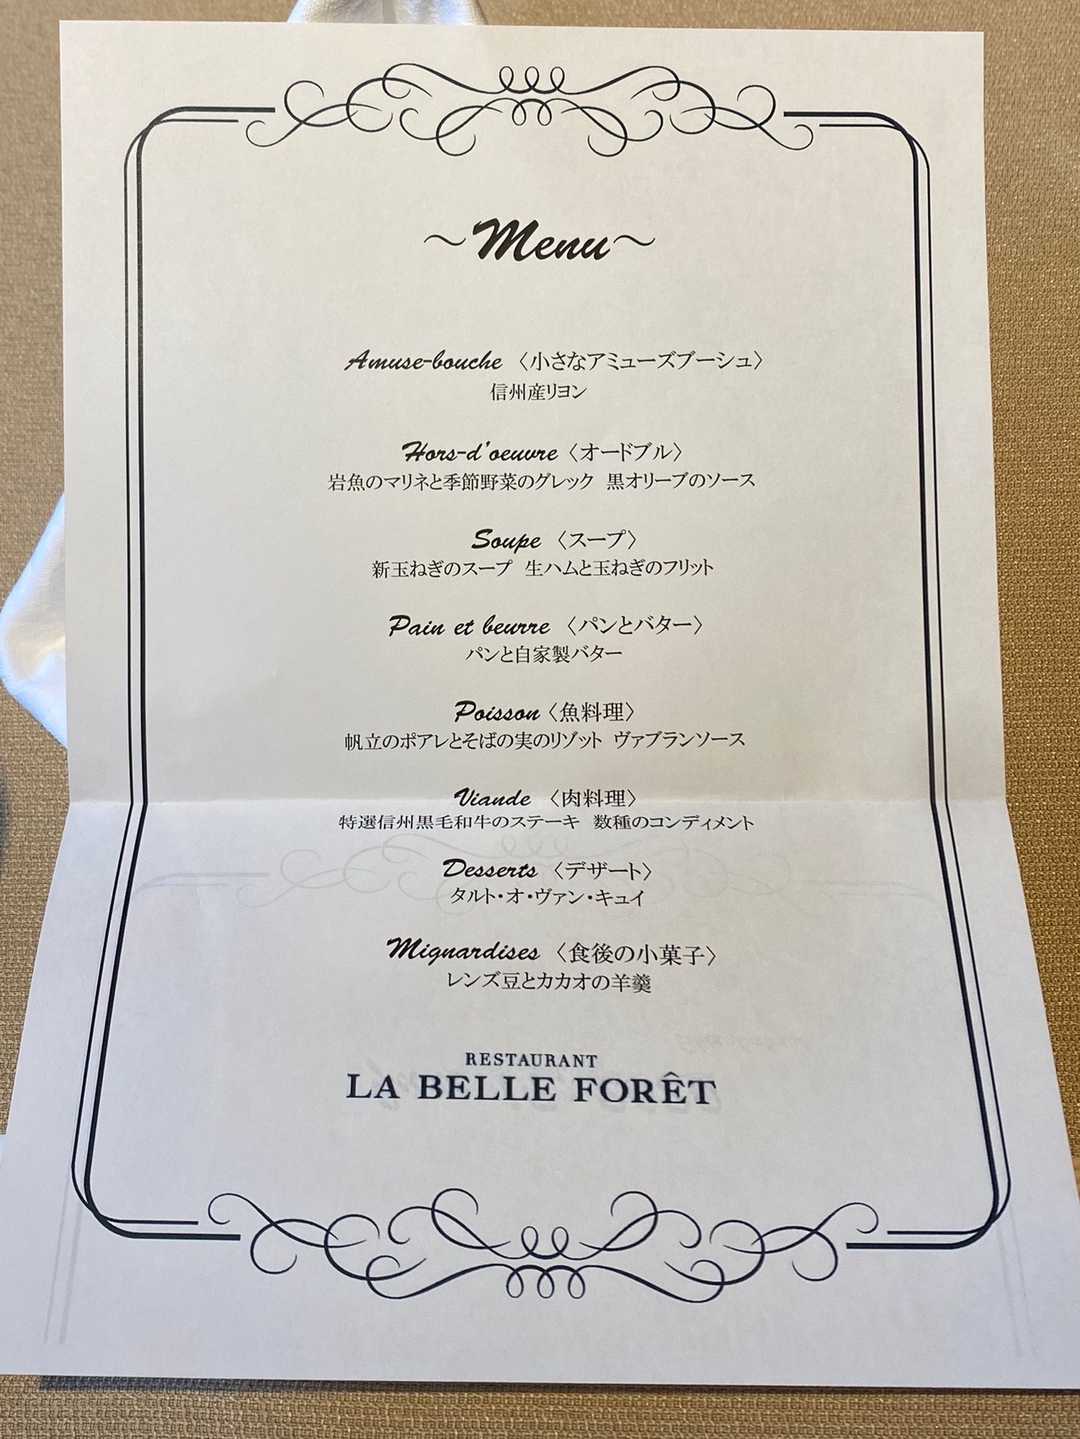 ～Menu～
Amuse-bouche 〈小さなアミューズブーシュ〉
信州産リヨン
Hors-d'oeuvre 〈オードブル〉
岩魚のマリネと季節野菜のグレック 黒オリーブのソース
Soupe 〈スープ〉
新玉ねぎのスープ 生ハムと玉ねぎのフリット
Pain et beurre 〈パンとバター〉
パンと自家製バター
Poisson 〈魚料理〉
帆立のポアレとそばの実のリゾット ヴァブランソース
Viande 〈肉料理〉
特選信州黒毛和牛のステーキ 数種のコンディメント
Desserts 〈デザート〉
タルト・オ・ヴァン・キュイ
Mignardises 〈食後の小菓子〉
レンズ豆とカカオの羊羹
RESTAURANT
LA BELLE FORÊT